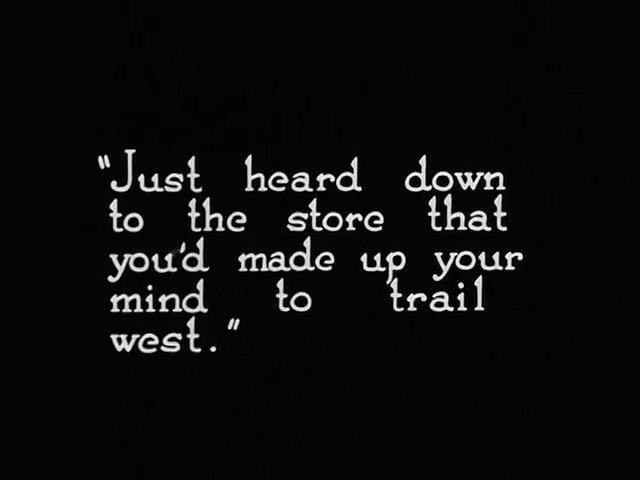 "Just heard down
to the store that
you'd made up your
mind to trail
west."